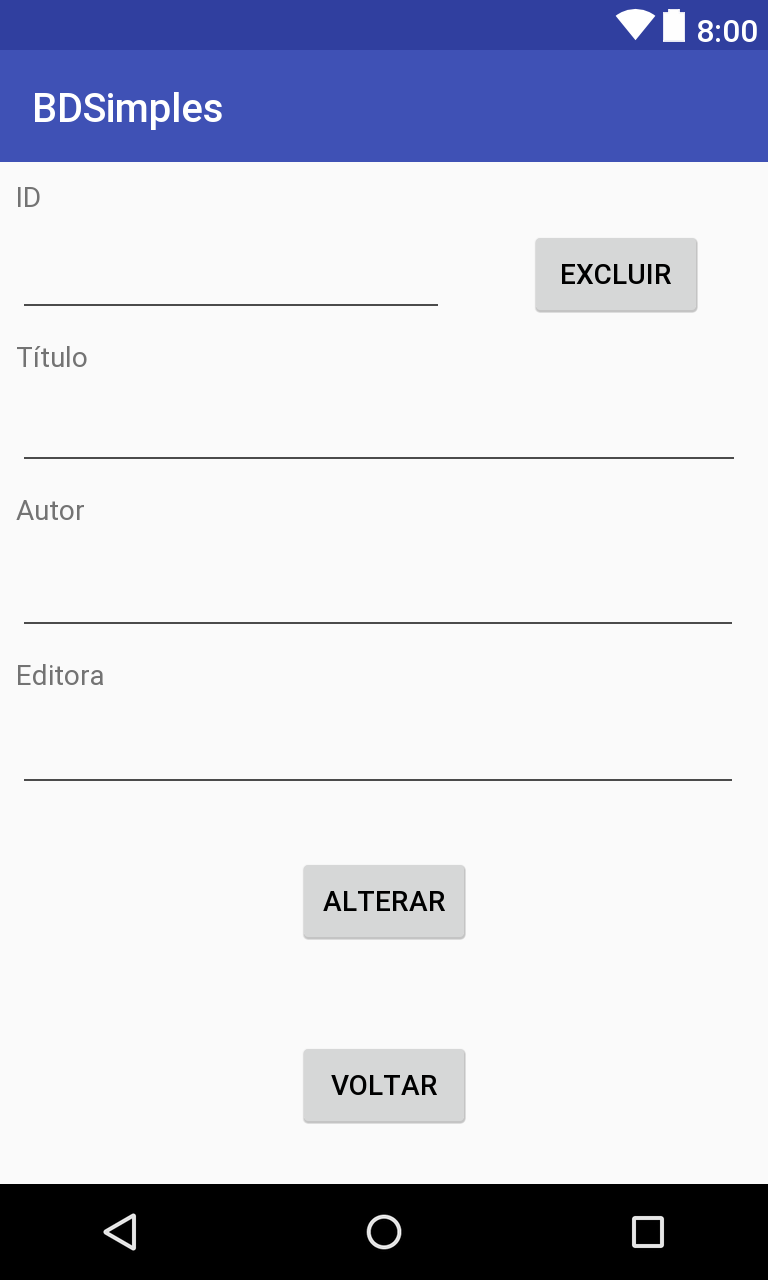 8:00
BDSimples
ID
EXCLUIR
Título
Autor
Editora
ALTERAR
VOLTAR